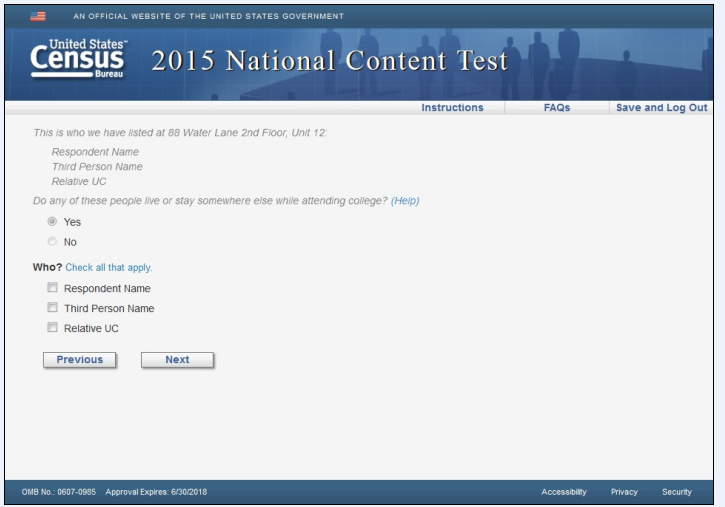 AN OFFICIAL WEBSITE OF THE UNITED STATES GOVERNMENT
United States™
Census
Bureau
2015 National Content Test
Instructions FAQs Save and Log Out
This is who we have listed at 88 Water Lane 2nd Floor, Unit 12:
Respondent Name
Third Person Name
Relative UC
Do any of these people live or stay somewhere else while attending college? (Help)
Yes
No
Who? Check all that apply.
Respondent Name
Third Person Name
Relative UC
Previous Next
OMB No.: 0607-0985 Approval Expires: 6/30/2018 Accessibility Privacy Security